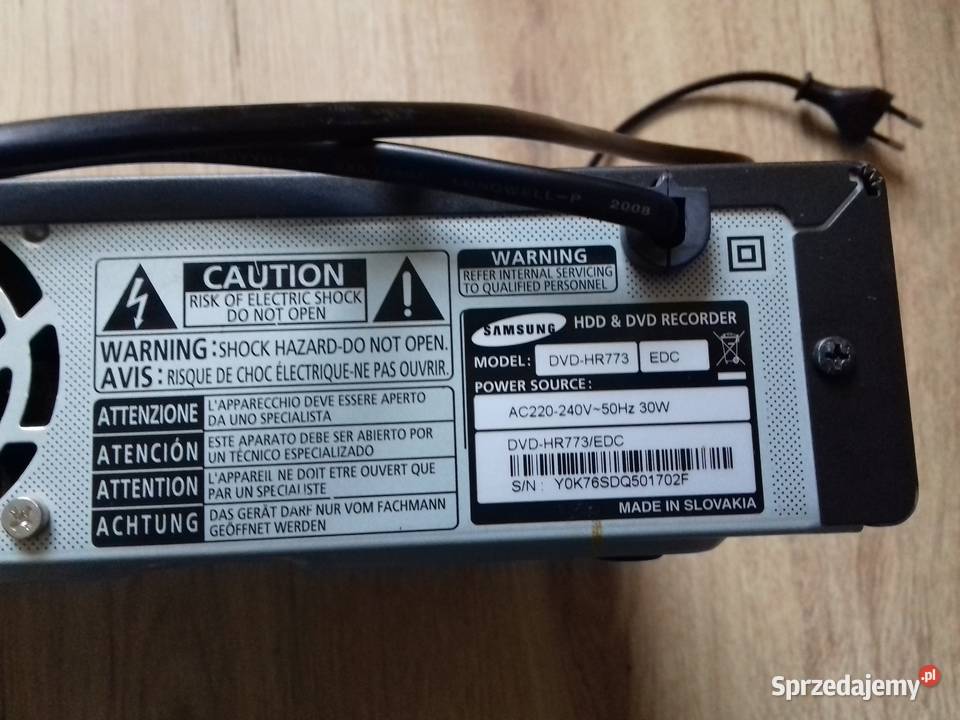 LONGWELL-P 2008
CAUTION
RISK OF ELECTRIC SHOCK
DO NOT OPEN
WARNING : SHOCK HAZARD-DO NOT OPEN.
AVIS : RISQUE DE CHOC ÉLECTRIQUE-NE PAS OUVRIR.
ATTENZIONE
L'APPARECCHIO DEVE ESSERE APERTO
DA UNO SPECIALISTA
ATENCIÓN
ESTE APARATO DEBE SER ABIERTO POR
UN TÉCNICO ESPECIALIZADO
ATTENTION
L'APPAREIL NE DOIT ETRE OUVERT QUE
PAR UN SPECIALISTE
ACHTUNG
DAS GERÄT DARF NUR VOM FACHMANN
GEÖFFNET WERDEN
WARNING
REFER INTERNAL SERVICING
TO QUALIFIED PERSONNEL
SAMSUNG HDD & DVD RECORDER
MODEL: DVD-HR773 EDC
POWER SOURCE:
AC220-240V~50Hz 30W
DVD-HR773/EDC
S/N : Y0K76SDQ501702F
MADE IN SLOVAKIA
Sprzedajemy.pl